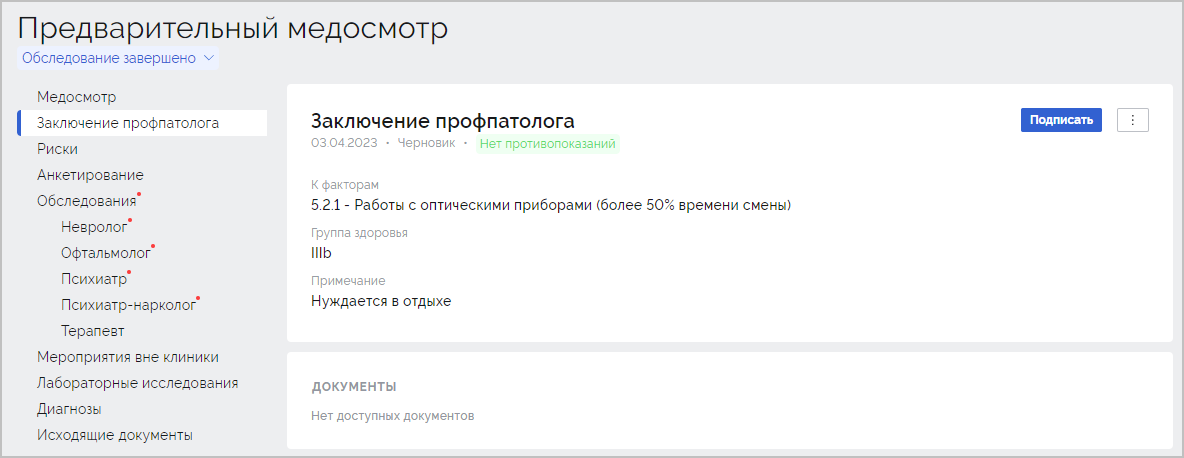 Предварительный медосмотр
Обследование завершено
Медосмотр
Заключение профпатолога
Риски
Анкетирование
Обследования
Невролог
Офтальмолог
Психиатр
Психиатр-нарколог
Терапевт
Мероприятия вне клиники
Лабораторные исследования
Диагнозы
Исходящие документы
Заключение профпатолога
Подписать
03.04.2023 • Черновик • Нет противопоказаний
К факторам
5.2.1 - Работы с оптическими приборами (более 50% времени смены)
Группа здоровья
IIIb
Примечание
Нуждается в отдыхе
ДОКУМЕНТЫ
Нет доступных документов